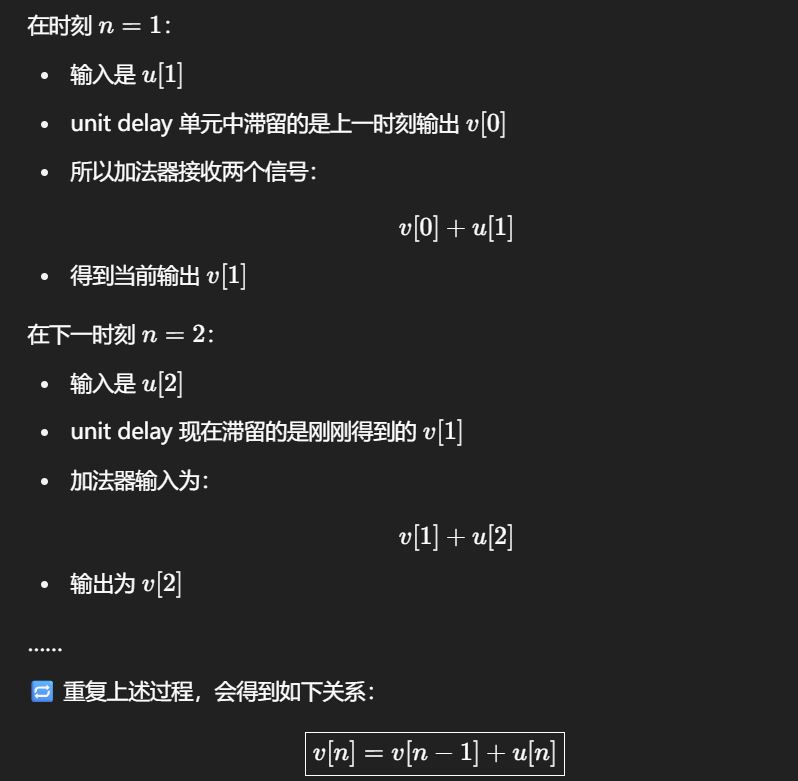 在时刻 n = 1：
• 输入是 u[1]
• unit delay 单元中滞留的是上一时刻输出 v[0]
• 所以加法器接收两个信号：
v[0] + u[1]
• 得到当前输出 v[1]
在下一时刻 n = 2：
• 输入是 u[2]
• unit delay 现在滞留的是刚刚得到的 v[1]
• 加法器输入为：
v[1] + u[2]
• 输出为 v[2]
……
🔁 重复上述过程，会得到如下关系：
v[n] = v[n − 1] + u[n]